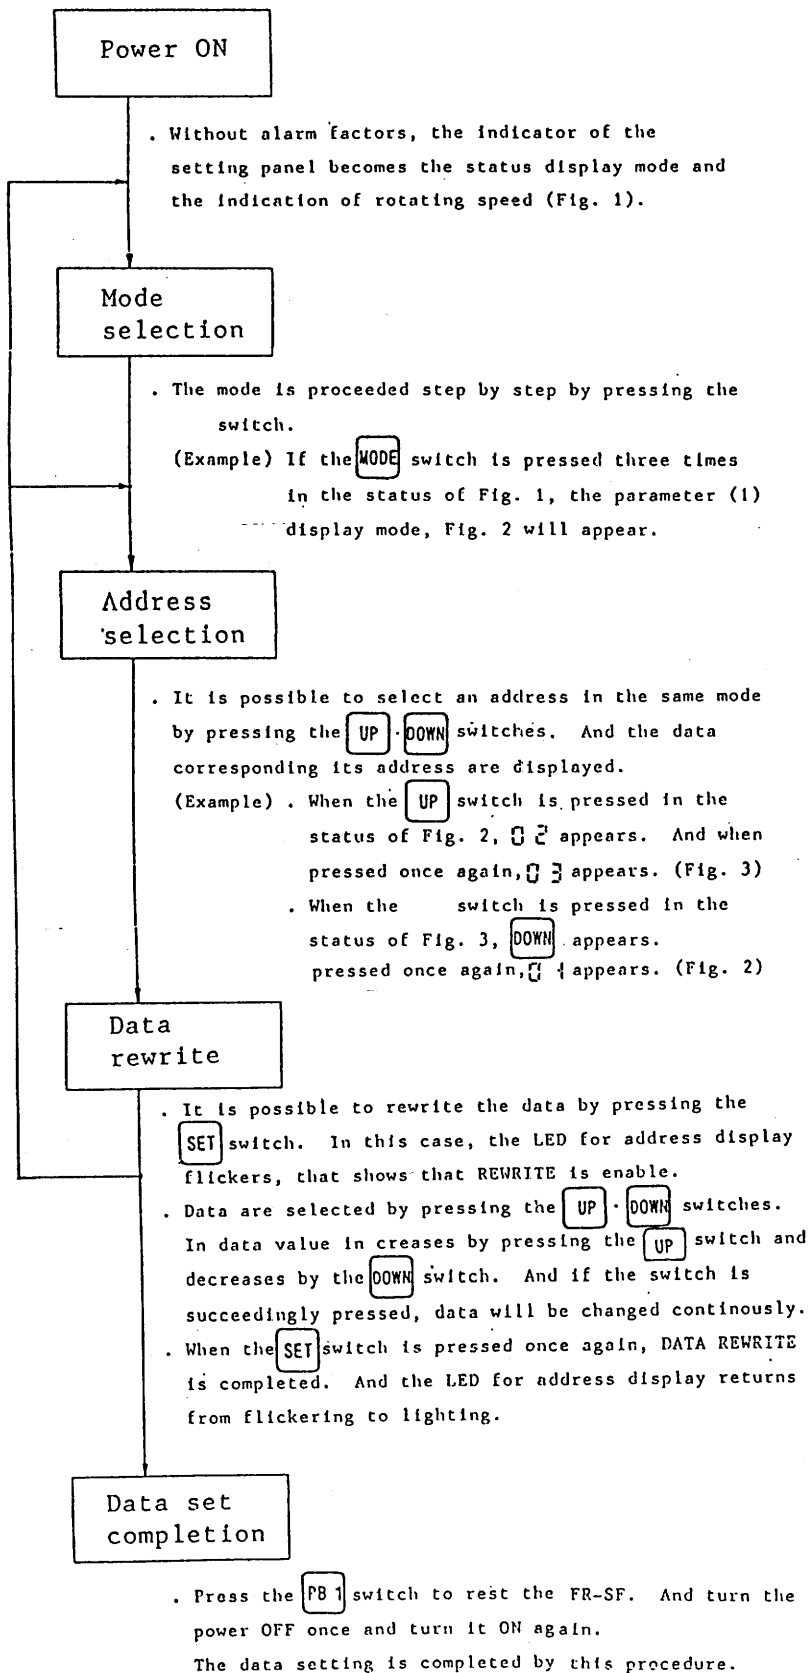 Power ON
. Without alarm factors, the indicator of the
setting panel becomes the status display mode and
the indication of rotating speed (Fig. 1).
Mode
selection
. The mode is proceeded step by step by pressing the
switch.
(Example) If the MODE switch is pressed three times
in the status of Fig. 1, the parameter (1)
display mode, Fig. 2 will appear.
Address
selection
. It is possible to select an address in the same mode
by pressing the UP · DOWN switches. And the data
corresponding its address are displayed.
(Example) . When the UP switch is pressed in the
status of Fig. 2, 02 appears. And when
pressed once again, 03 appears. (Fig. 3)
. When the switch is pressed in the
status of Fig. 3, DOWN appears.
pressed once again, 01 appears. (Fig. 2)
Data
rewrite
. It is possible to rewrite the data by pressing the
SET switch. In this case, the LED for address display
flickers, that shows that REWRITE is enable.
. Data are selected by pressing the UP · DOWN switches.
In data value in creases by pressing the UP switch and
decreases by the DOWN switch. And if the switch is
succeedingly pressed, data will be changed continously.
. When the SET switch is pressed once again, DATA REWRITE
is completed. And the LED for address display returns
from flickering to lighting.
Data set
completion
. Press the PB 1 switch to rest the FR-SF. And turn the
power OFF once and turn it ON again.
The data setting is completed by this procedure.